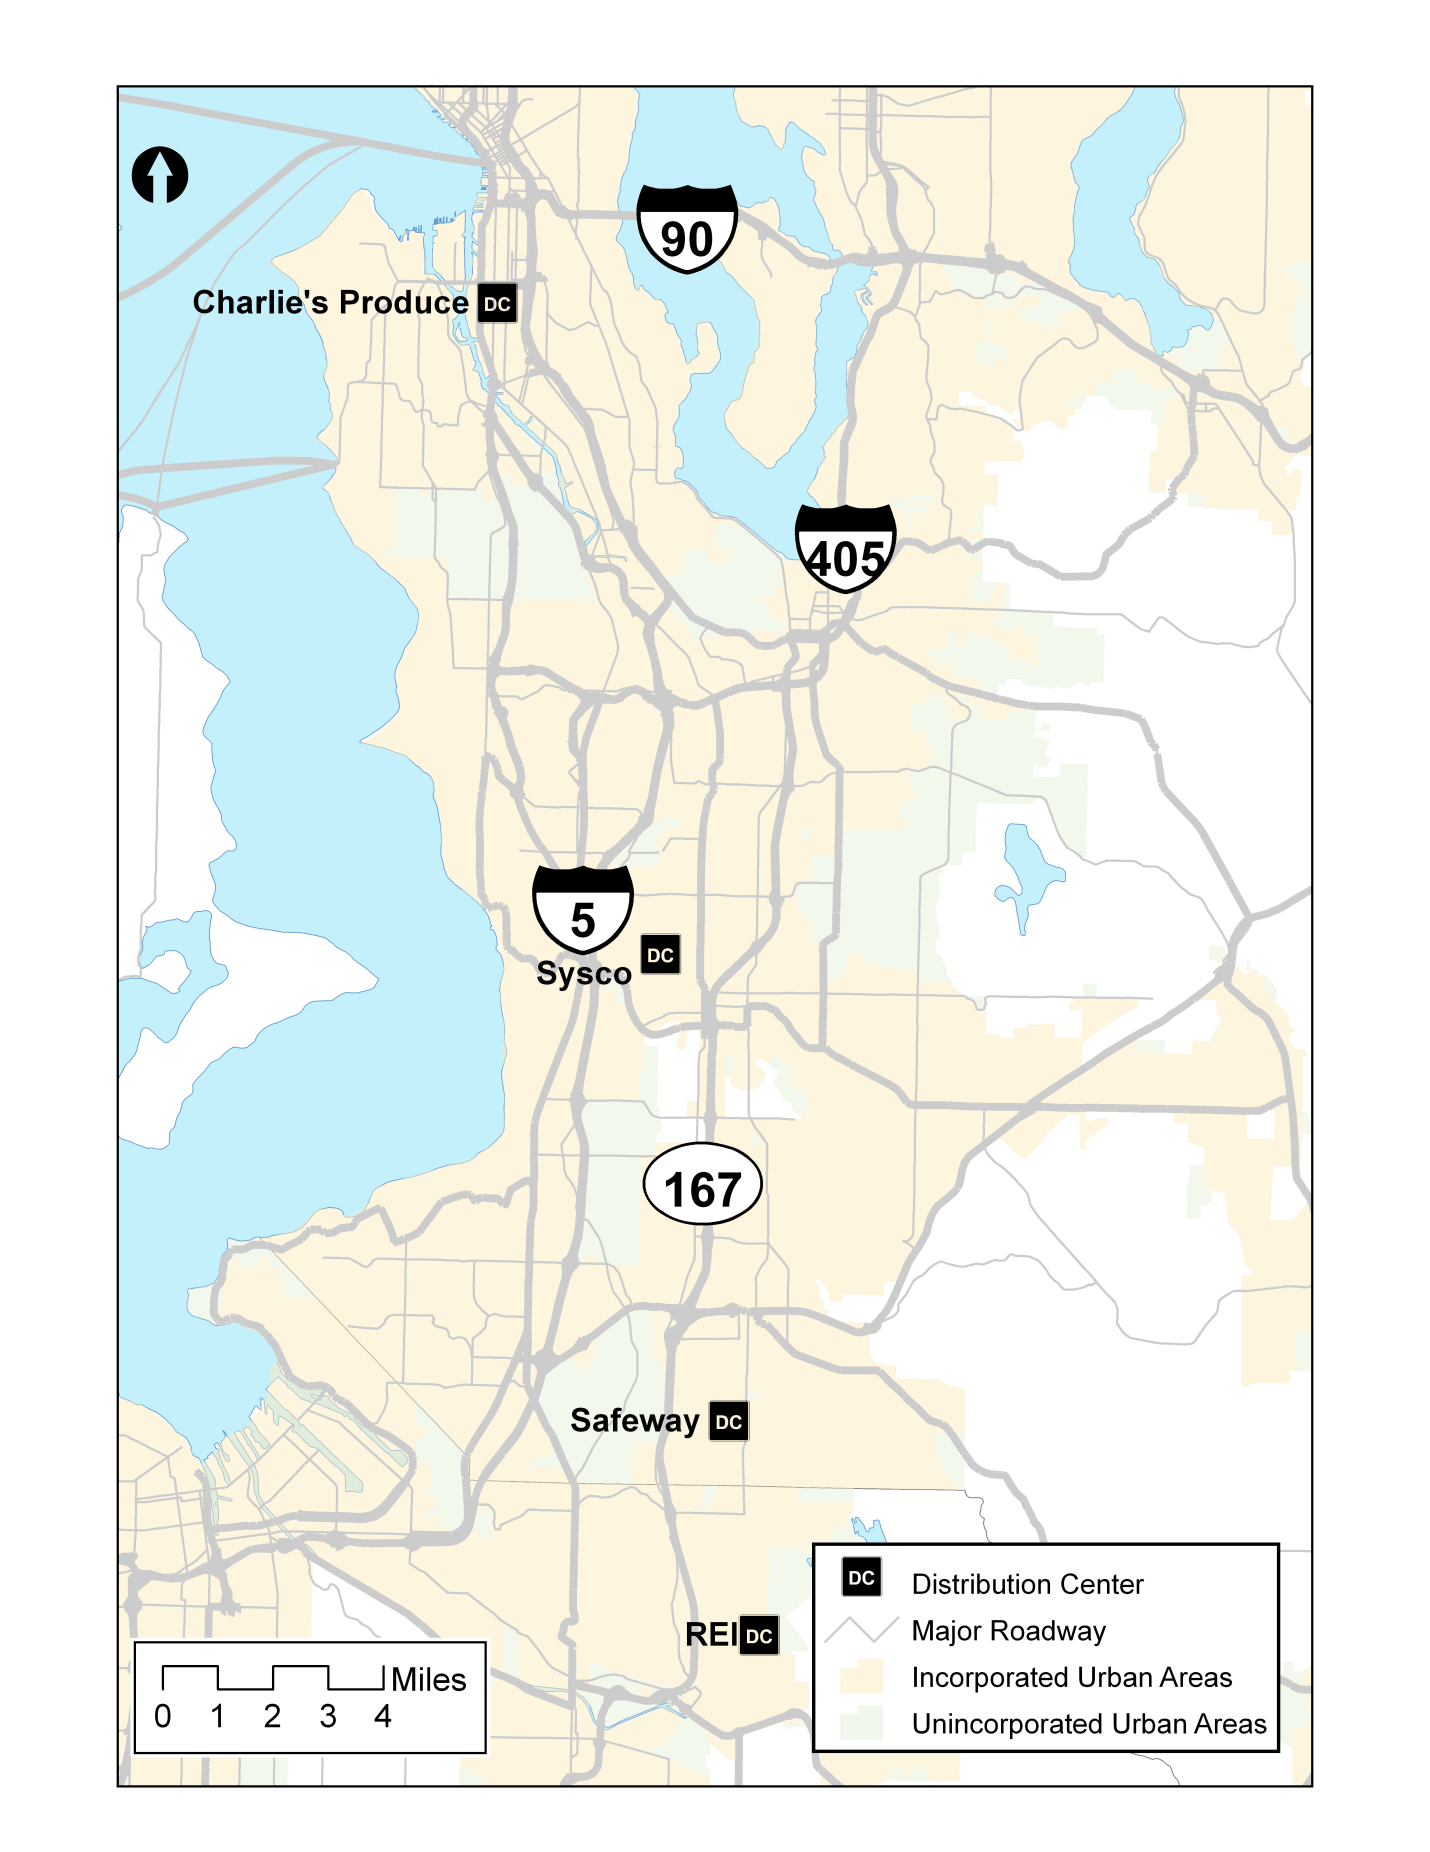 90
Charlie's Produce DC
405
5
DC
Sysco
167
Safeway DC
REI DC
DC Distribution Center
Major Roadway
Incorporated Urban Areas
Unincorporated Urban Areas
Miles
0 1 2 3 4